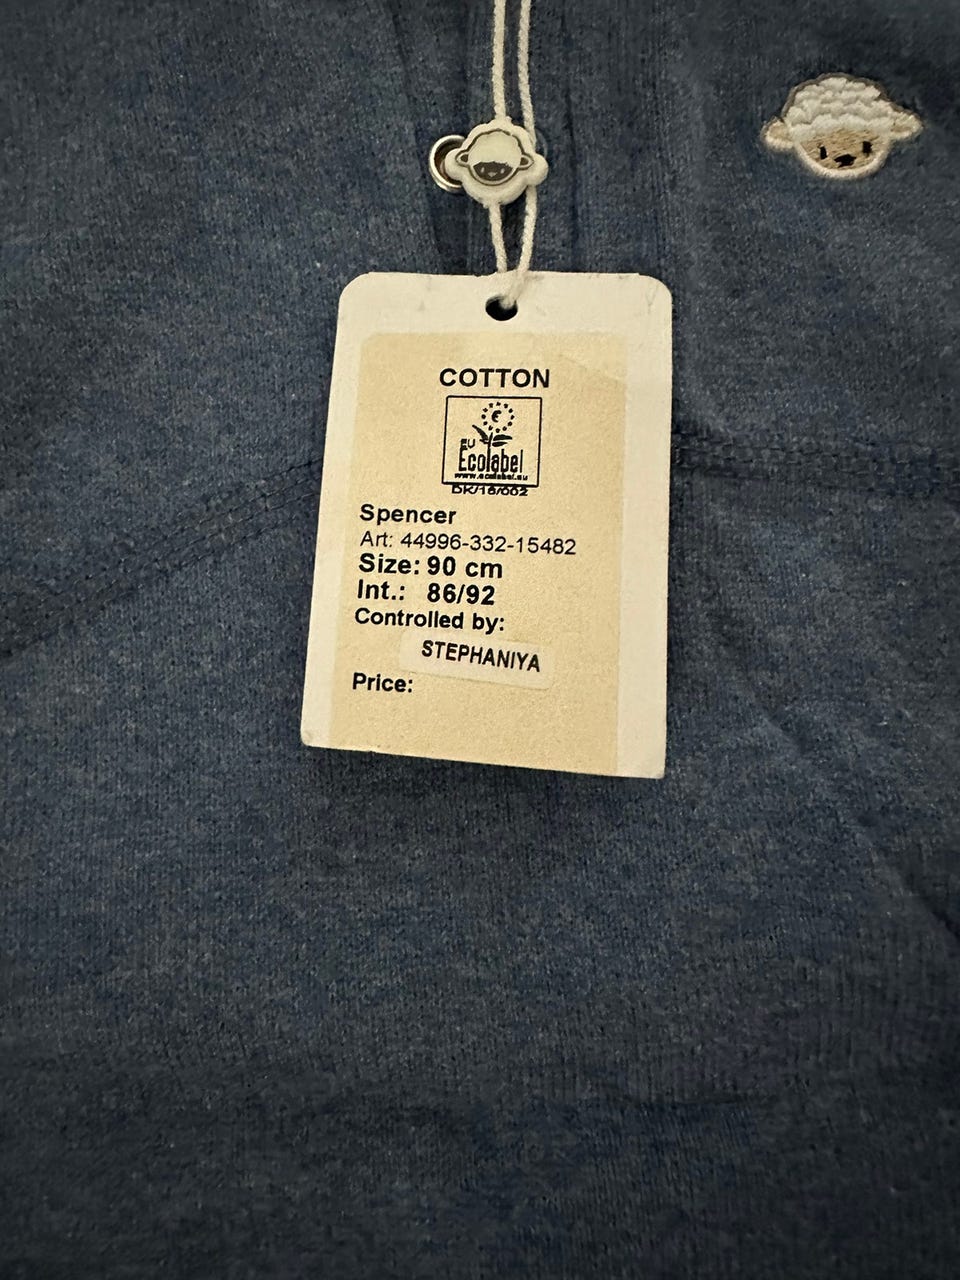 COTTON
EU
Ecolabel
www.ecolabel.eu
DK/16/002
Spencer
Art: 44996-332-15482
Size: 90 cm
Int.: 86/92
Controlled by:
STEPHANIYA
Price: